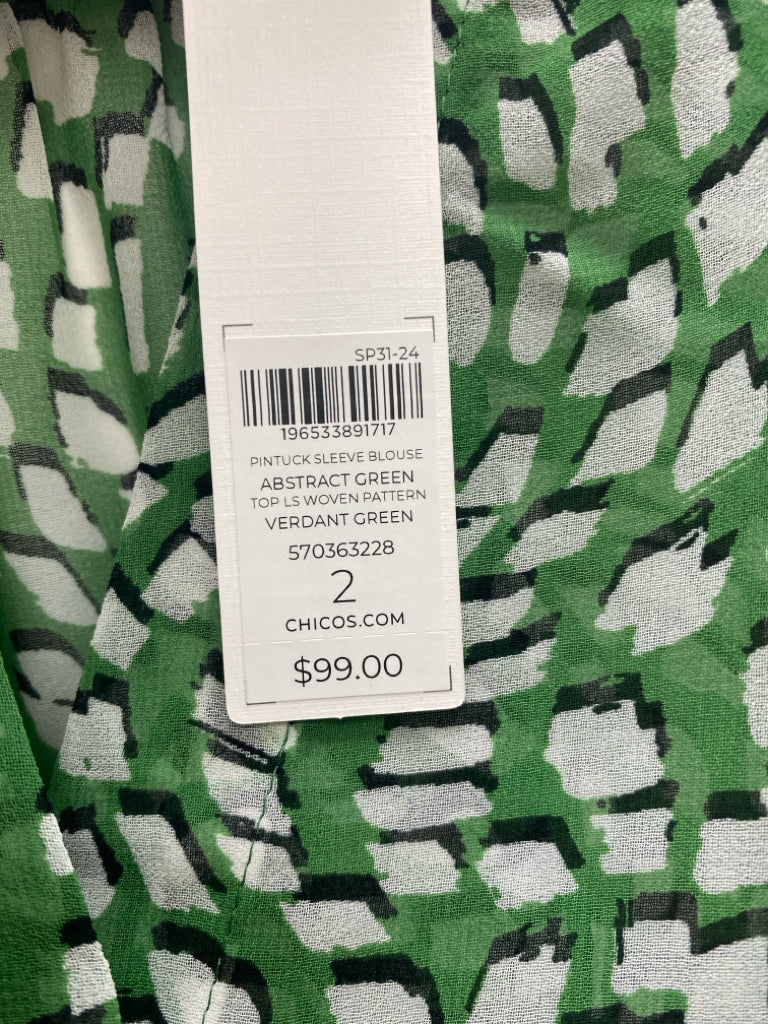 SP31-24
196533891717
PINTUCK SLEEVE BLOUSE
ABSTRACT GREEN
TOP LS WOVEN PATTERN
VERDANT GREEN
570363228
2
CHICOS.COM
$99.00